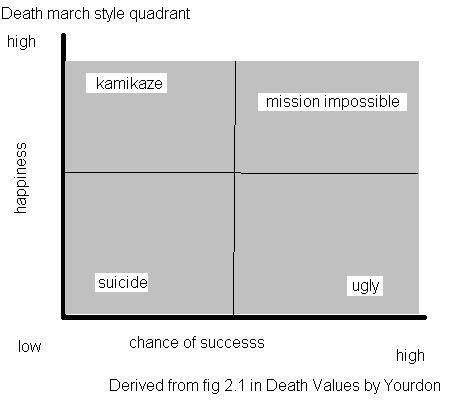 Death march style quadrant
high
kamikaze
mission impossible
happiness
suicide
ugly
low
chance of successs
high
Derived from fig 2.1 in Death Values by Yourdon